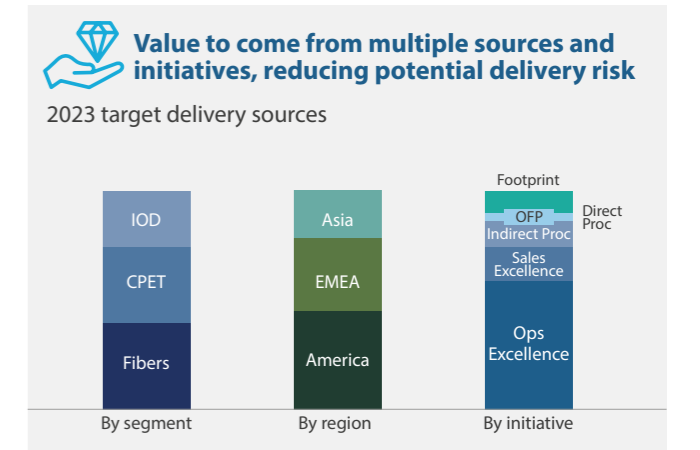 Value to come from multiple sources and
initiatives, reducing potential delivery risk
2023 target delivery sources
IOD
CPET
Fibers
By segment
Asia
EMEA
America
By region
Footprint
OFP
Direct
Proc
Indirect Proc
Sales
Excellence
Ops
Excellence
By initiative